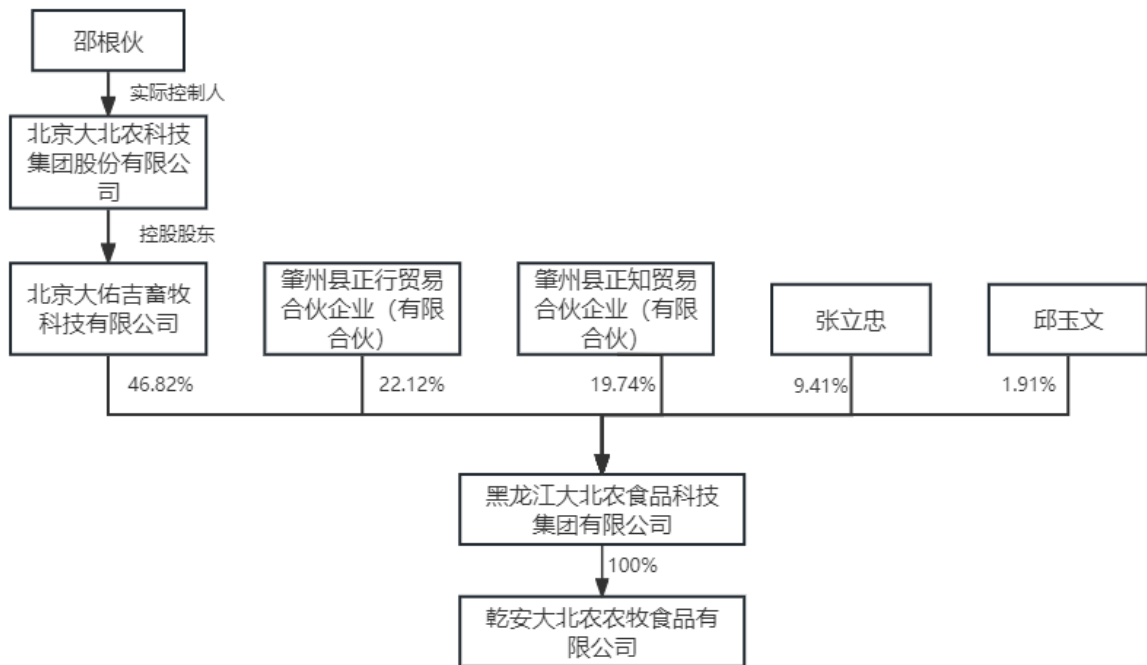 邵根伙
实际控制人
北京大北农科技
集团股份有限公
司
控股股东
北京大佑吉畜牧
科技有限公司
肇州县正行贸易
合伙企业（有限
合伙）
肇州县正知贸易
合伙企业（有限
合伙）
张立忠
邱玉文
46.82%
22.12%
19.74%
9.41%
1.91%
黑龙江大北农食品科技
集团有限公司
100%
乾安大北农农牧食品有
限公司